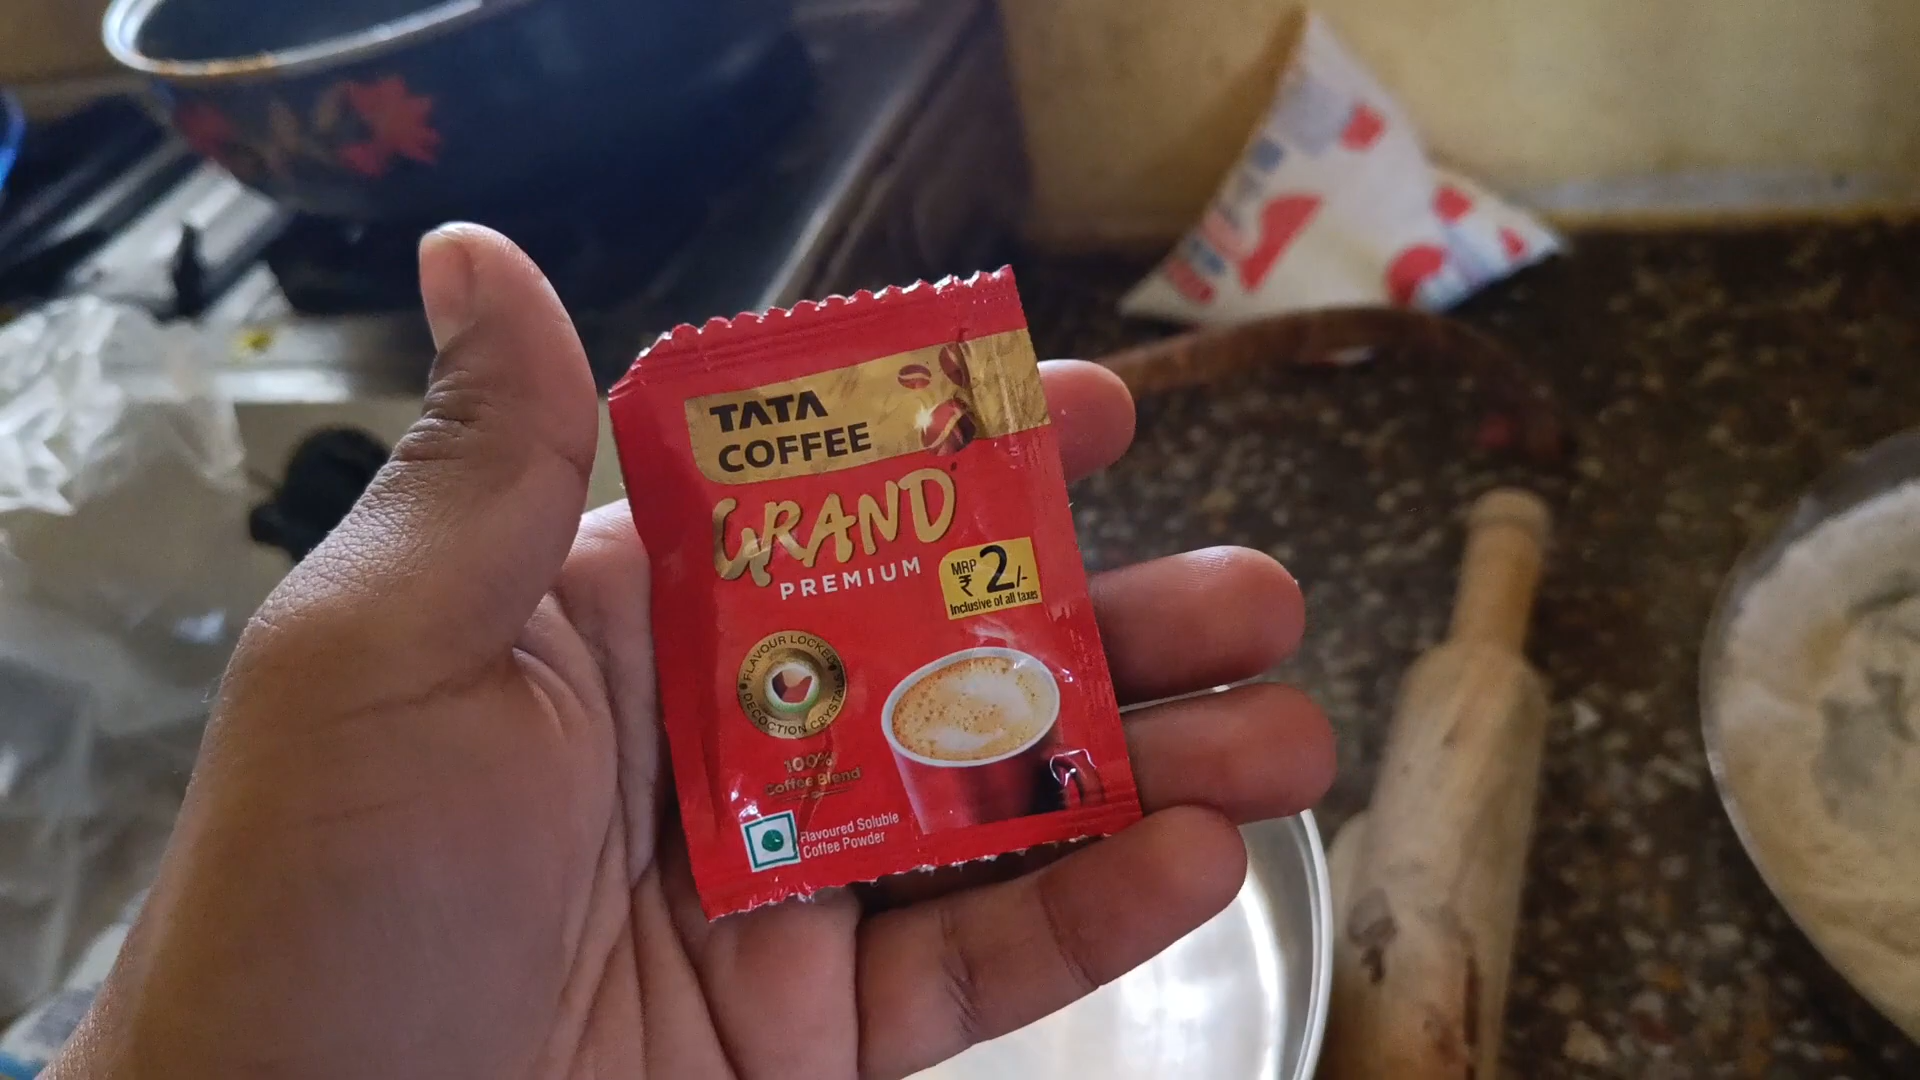 TATA
COFFEE
GRAND
PREMIUM
MRP
₹ 2/-
Inclusive of all taxes
FLAVOUR LOCKED
DECOCTION CRYSTALS
100%
Coffee Blend
Flavoured Soluble
Coffee Powder